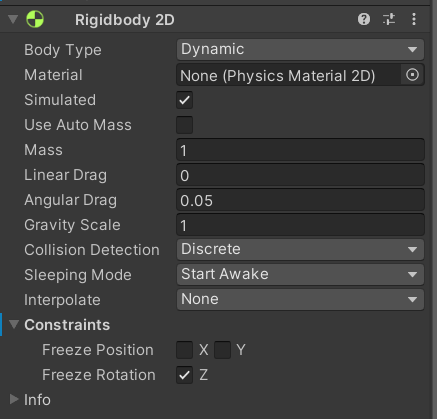 Rigidbody 2D
Body Type Dynamic
Material None (Physics Material 2D)
Simulated
Use Auto Mass
Mass 1
Linear Drag 0
Angular Drag 0.05
Gravity Scale 1
Collision Detection Discrete
Sleeping Mode Start Awake
Interpolate None
Constraints
Freeze Position X Y
Freeze Rotation Z
Info